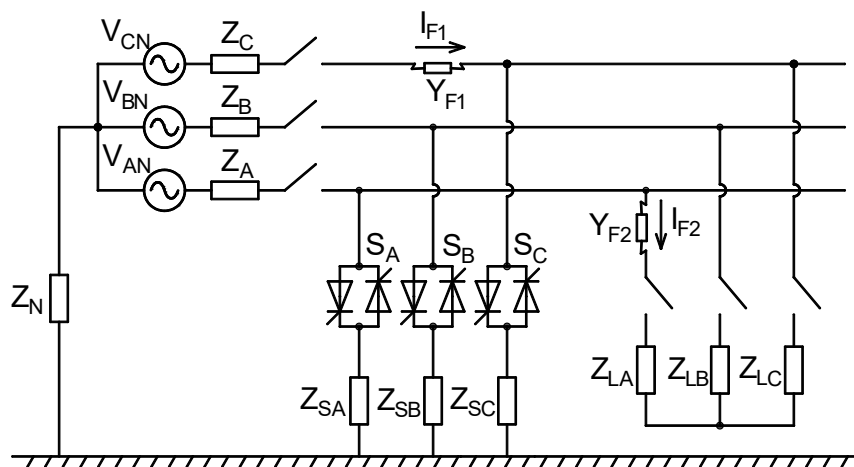 V_CN
Z_C
I_F1
Y_F1
V_BN
Z_B
V_AN
Z_A
Y_F2
I_F2
S_A
S_B
S_C
Z_N
Z_LA
Z_LB
Z_LC
Z_SA
Z_SB
Z_SC